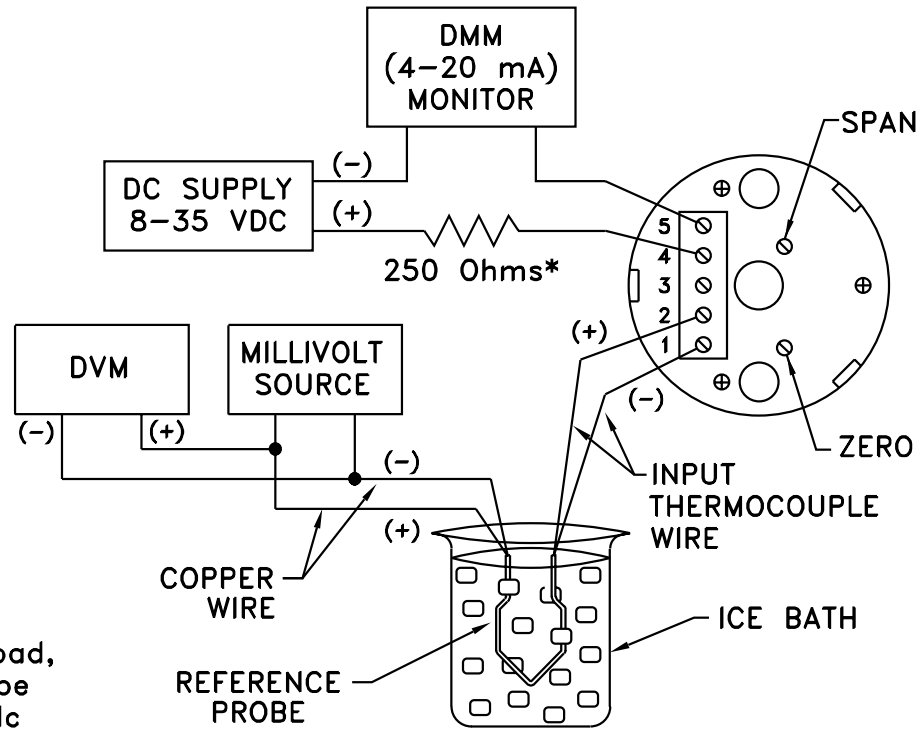 DMM
(4-20 mA)
MONITOR
SPAN
(-)
DC SUPPLY
8-35 VDC
(+)
250 Ohms*
5
4
3
2
1
(+)
(-)
DVM
MILLIVOLT
SOURCE
(-)
(+)
(-)
(+)
ZERO
INPUT
THERMOCOUPLE
WIRE
COPPER
WIRE
ICE BATH
REFERENCE
PROBE